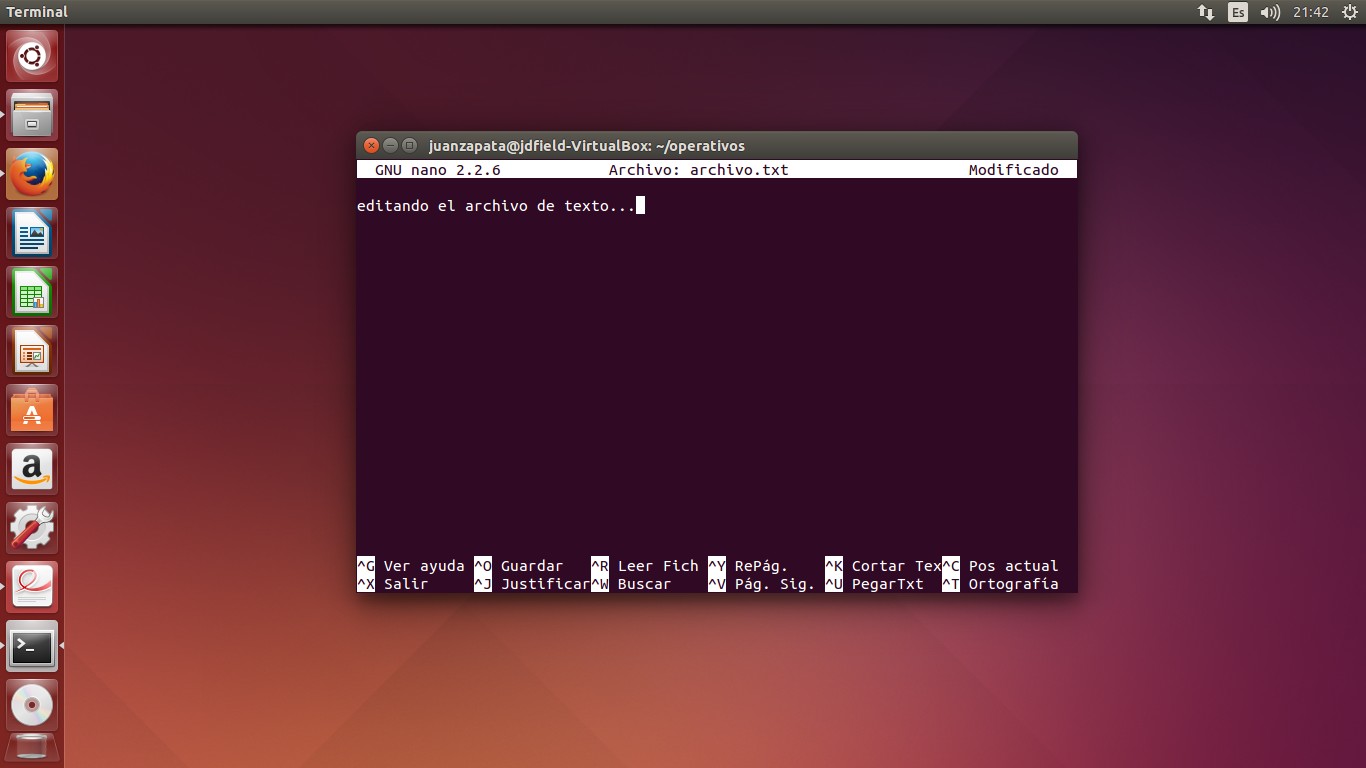 Terminal
Es
21:42
juanzapata@jdfield-VirtualBox: ~/operativos
GNU nano 2.2.6 Archivo: archivo.txt Modificado
editando el archivo de texto...
^G Ver ayuda ^O Guardar ^R Leer Fich ^Y RePág. ^K Cortar Tex^C Pos actual
^X Salir ^J Justificar^W Buscar ^V Pág. Sig. ^U PegarTxt ^T Ortografía